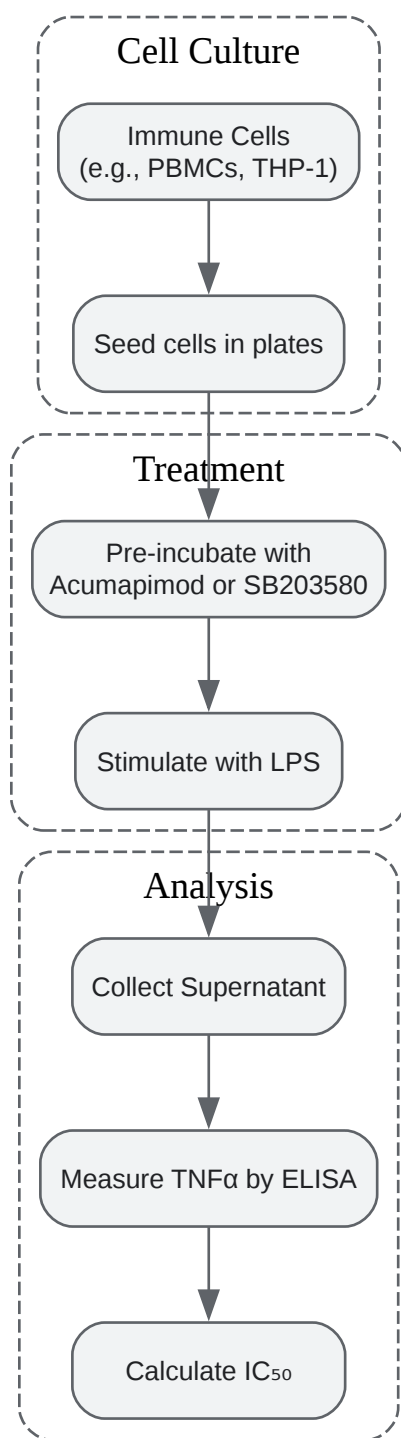 Cell Culture
Immune Cells
(e.g., PBMCs, THP-1)
Seed cells in plates
Treatment
Pre-incubate with
Acumapimod or SB203580
Stimulate with LPS
Analysis
Collect Supernatant
Measure TNFα by ELISA
Calculate IC₅₀